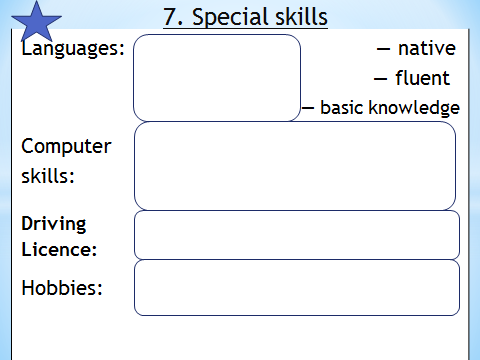 7. Special skills
Languages: – native
– fluent
– basic knowledge
Computer
skills:
Driving
Licence:
Hobbies: